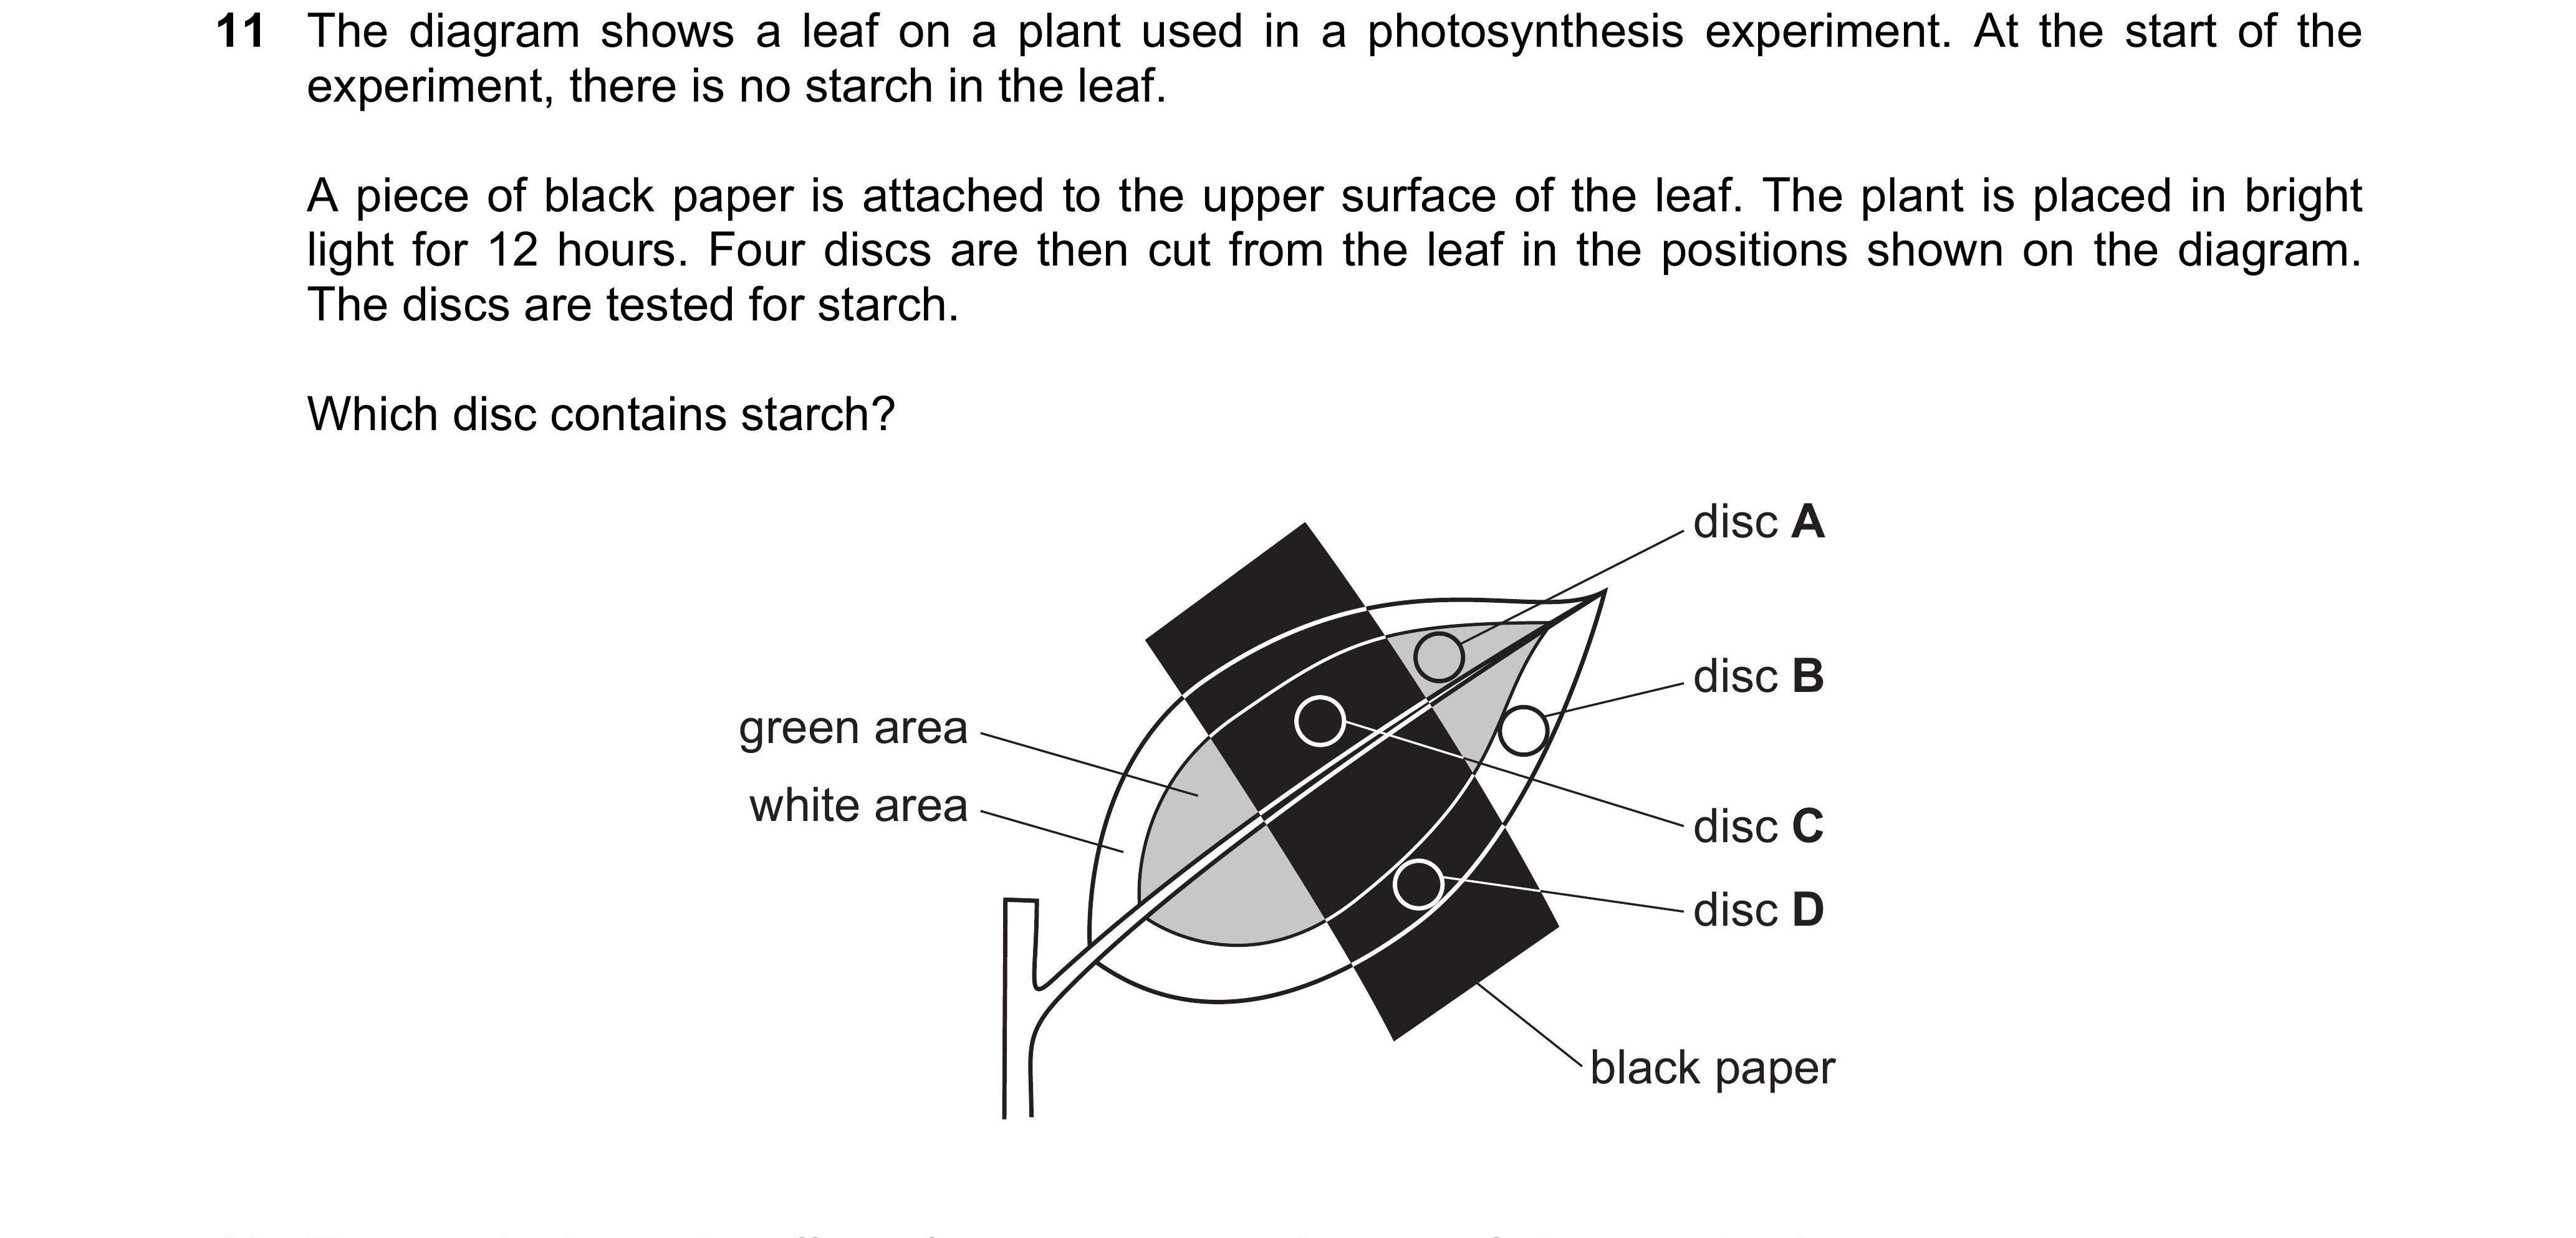 11 The diagram shows a leaf on a plant used in a photosynthesis experiment. At the start of the
experiment, there is no starch in the leaf.
A piece of black paper is attached to the upper surface of the leaf. The plant is placed in bright
light for 12 hours. Four discs are then cut from the leaf in the positions shown on the diagram.
The discs are tested for starch.
Which disc contains starch?
disc A
disc B
green area
white area
disc C
disc D
black paper